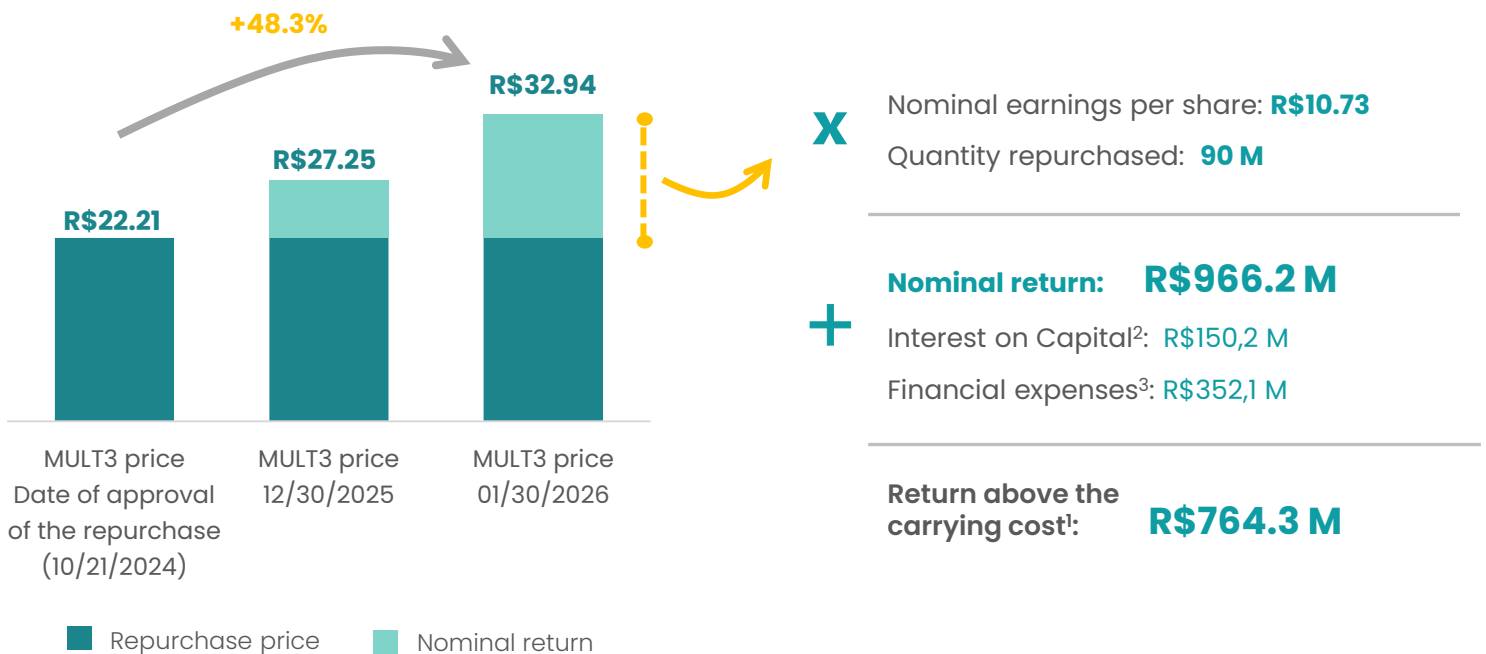 +48.3%
R$32.94
R$27.25
R$22.21
MULT3 price
Date of approval
of the repurchase
(10/21/2024)
MULT3 price
12/30/2025
MULT3 price
01/30/2026
Repurchase price
Nominal return
x
Nominal earnings per share: R$10.73
Quantity repurchased: 90 M
+
Nominal return: R$966.2 M
Interest on Capital²: R$150,2 M
Financial expenses³: R$352,1 M
Return above the
carrying cost¹: R$764.3 M